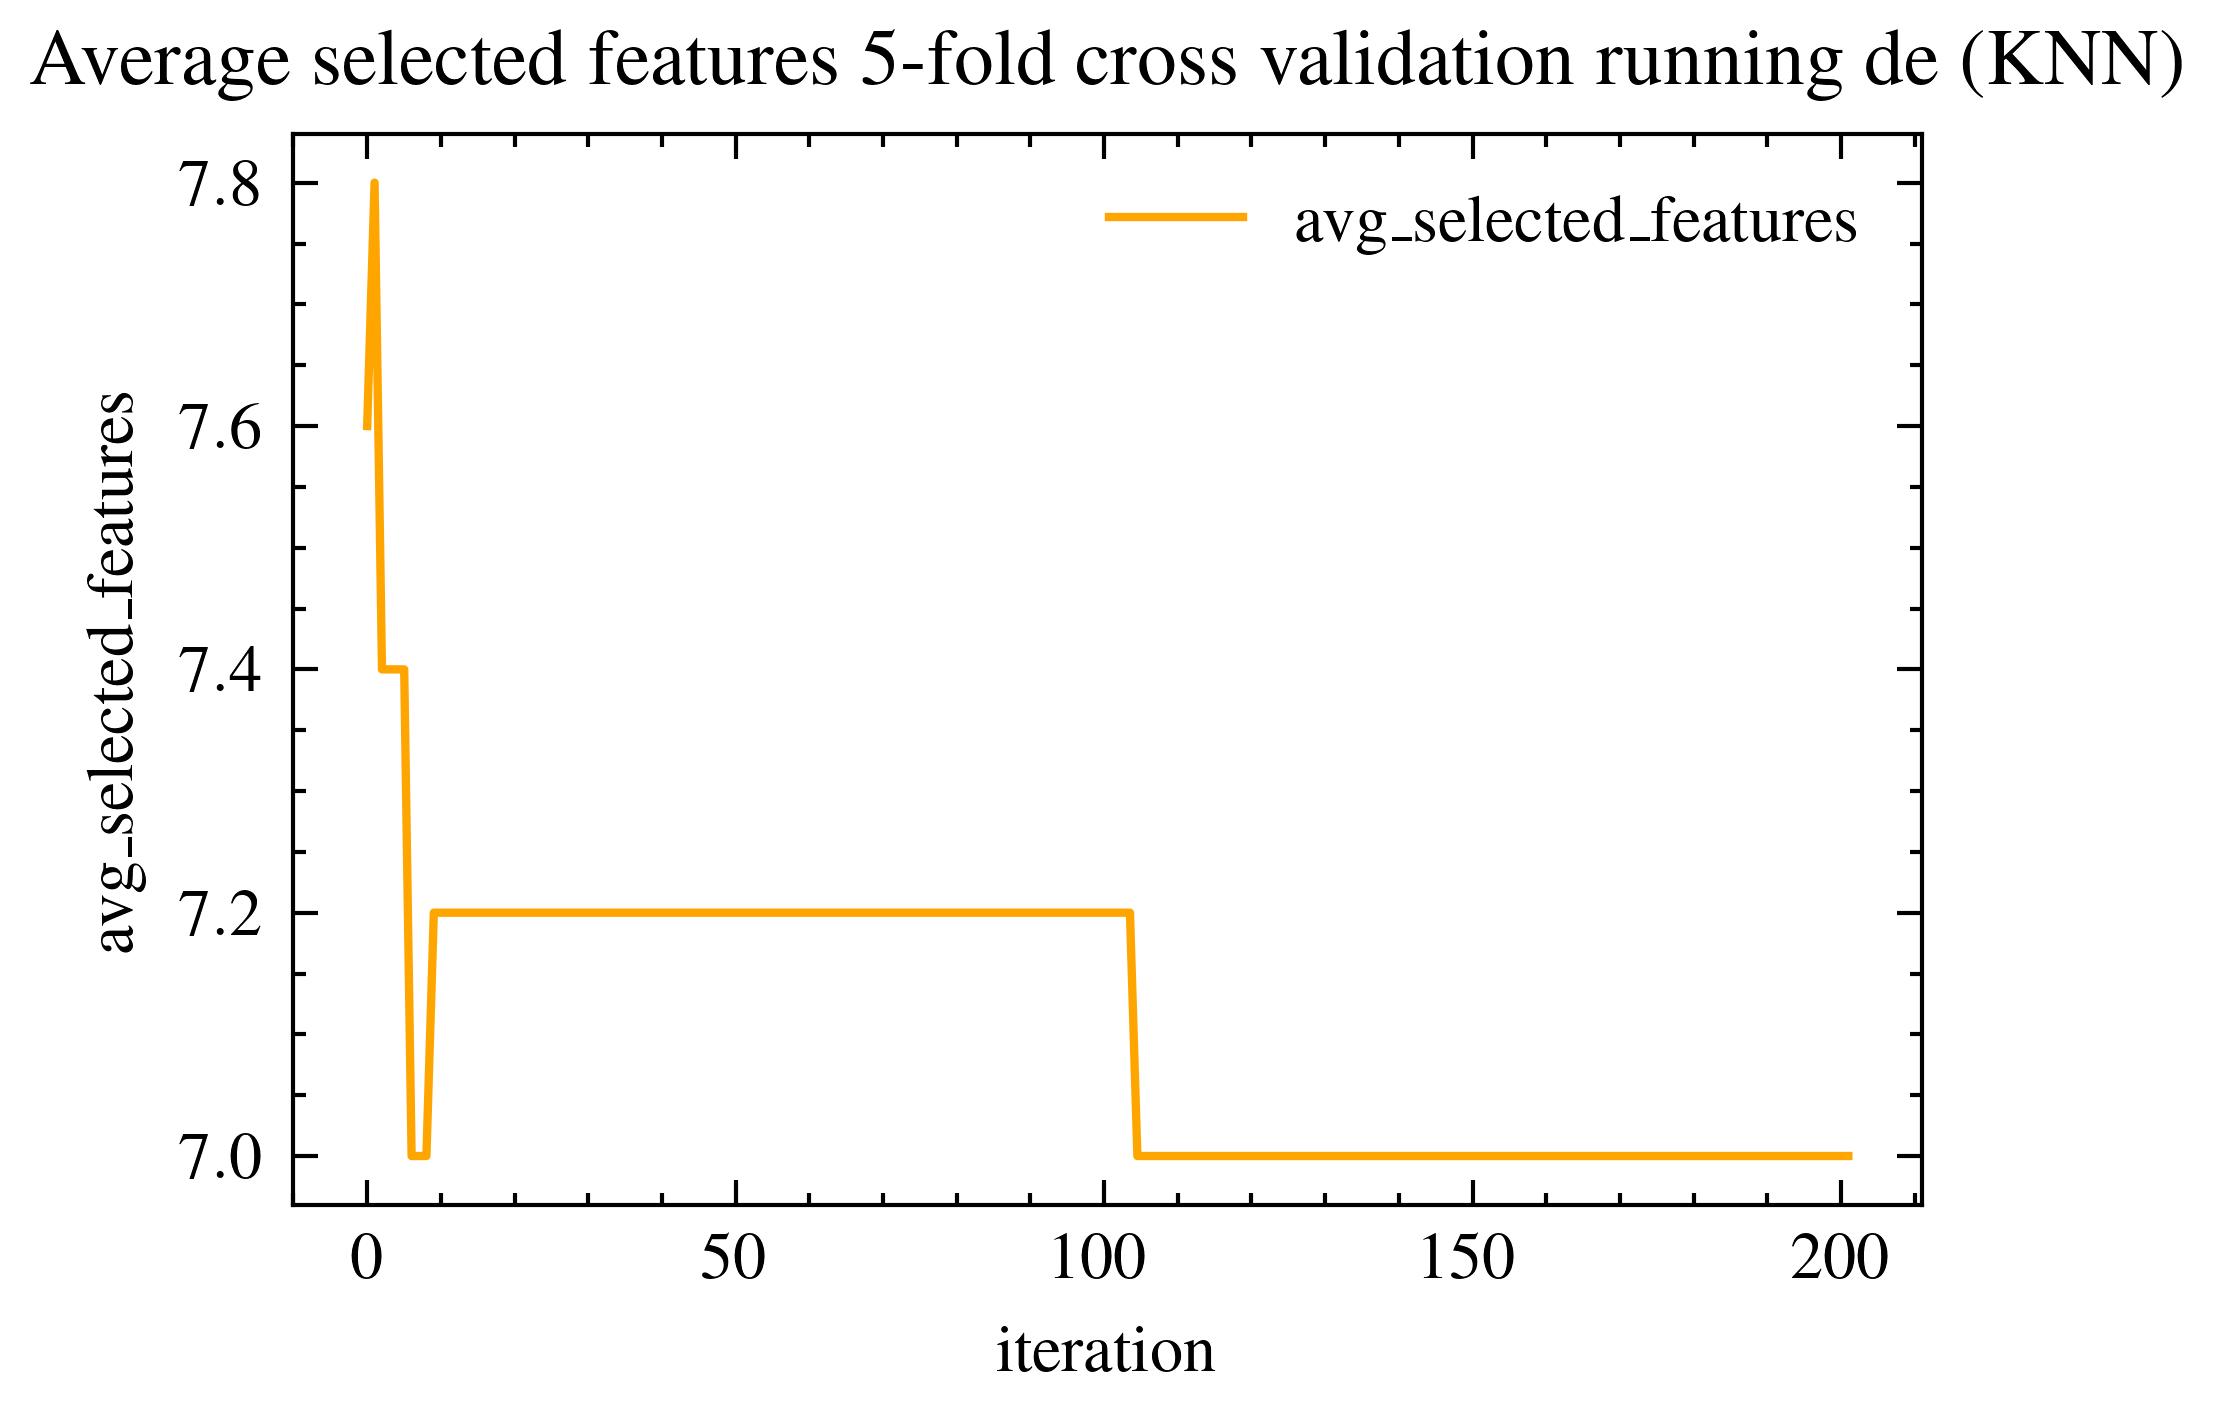 Average selected features 5-fold cross validation running de (KNN)
avg_selected_features
avg_selected_features
7.8
7.6
7.4
7.2
7.0
0 50 100 150 200
iteration